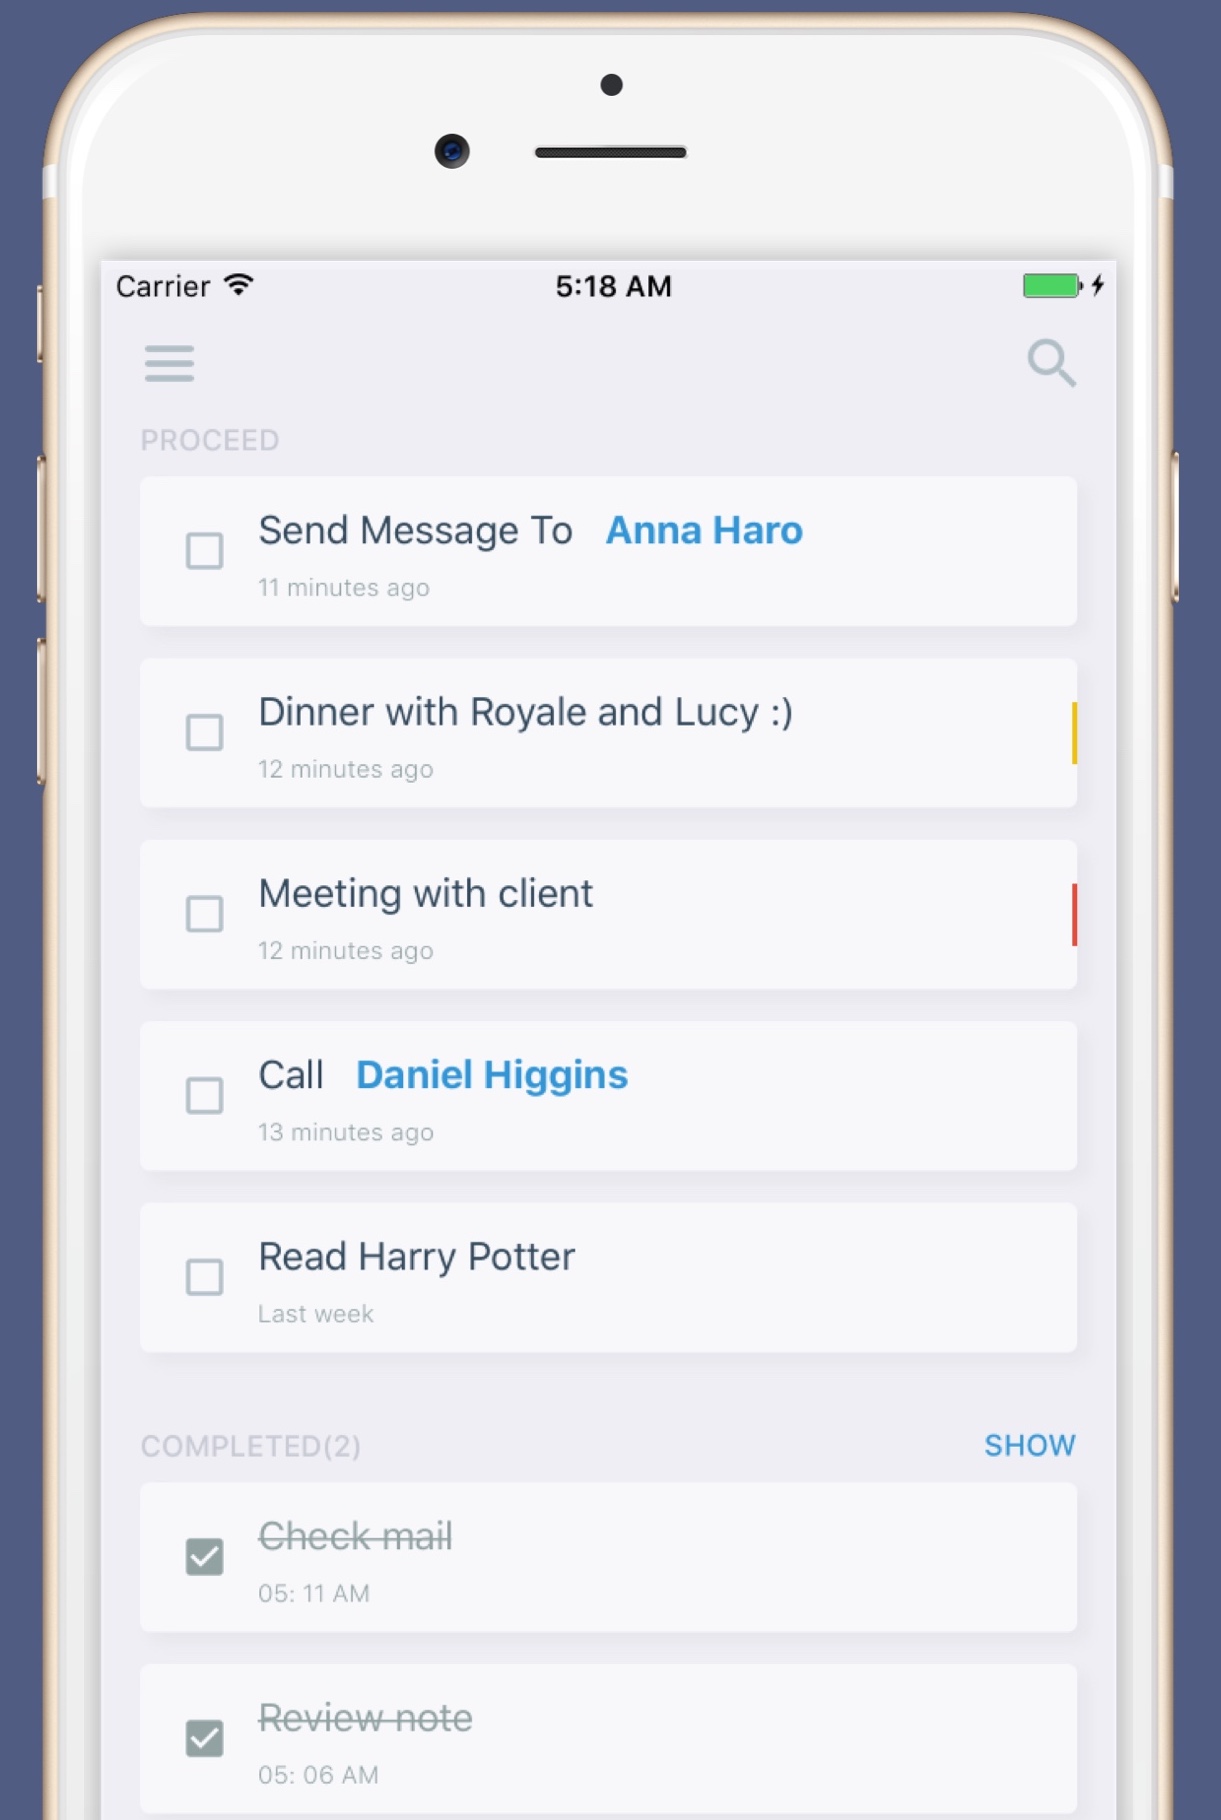 Carrier 5:18 AM
PROCEED
Send Message To Anna Haro
11 minutes ago
Dinner with Royale and Lucy :)
12 minutes ago
Meeting with client
12 minutes ago
Call Daniel Higgins
13 minutes ago
Read Harry Potter
Last week
COMPLETED(2) SHOW
Check mail
05: 11 AM
Review note
05: 06 AM